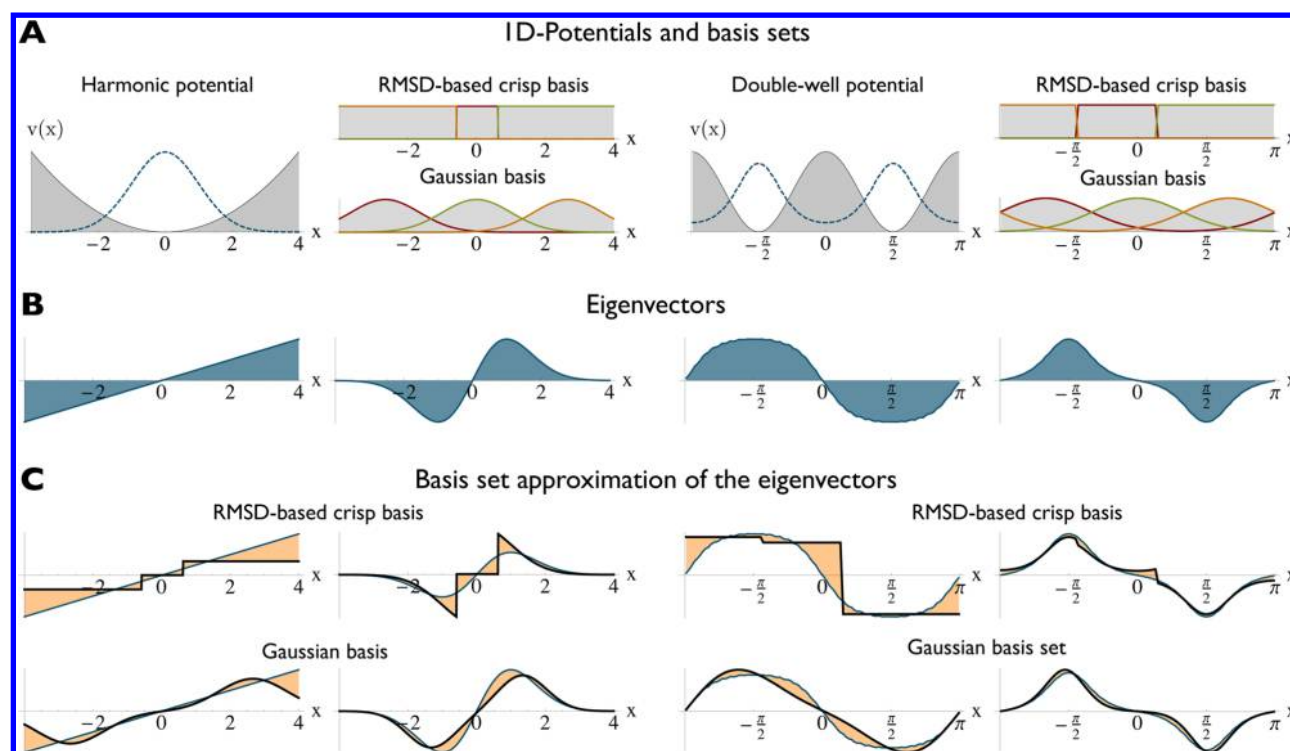 A
1D-Potentials and basis sets
Harmonic potential
RMSD-based crisp basis
Double-well potential
RMSD-based crisp basis
v(x)
−2 0 2 4 x
Gaussian basis
−2 0 2 4 x
−2 0 2 4 x
v(x)
−π/2 0 π/2 π x
Gaussian basis
−π/2 0 π/2 π x
−π/2 0 π/2 π x
B
Eigenvectors
−2 0 2 4 x
−2 0 2 4 x
−π/2 0 π/2 π x
−π/2 0 π/2 π x
C
Basis set approximation of the eigenvectors
RMSD-based crisp basis
RMSD-based crisp basis
−2 0 2 4 x
−2 0 2 4 x
−π/2 0 π/2 π x
−π/2 0 π/2 π x
Gaussian basis
Gaussian basis set
−2 0 2 4 x
−2 0 2 4 x
−π/2 0 π/2 π x
−π/2 0 π/2 π x